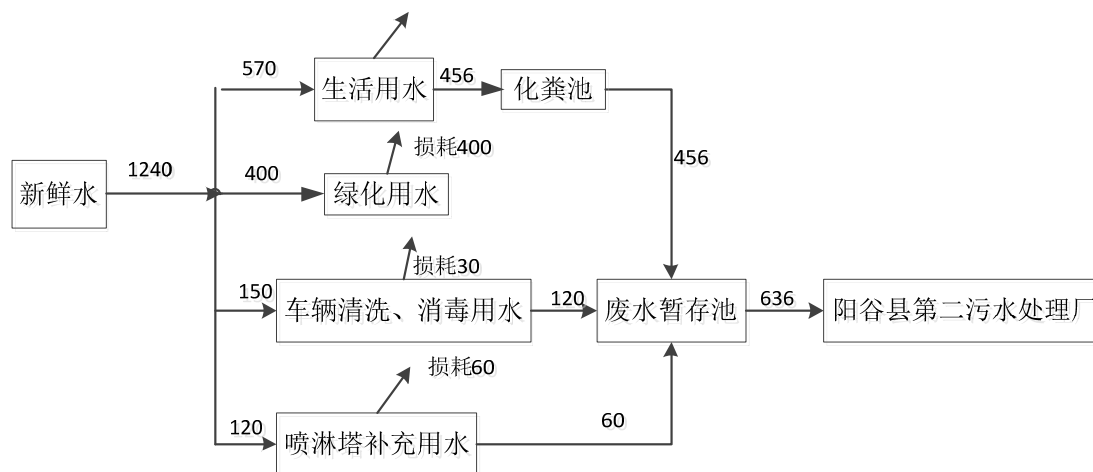 570
生活用水
456
化粪池
损耗400
456
新鲜水
1240
400
绿化用水
损耗30
150
车辆清洗、消毒用水
120
废水暂存池
636
阳谷县第二污水处理厂
损耗60
120
喷淋塔补充用水
60